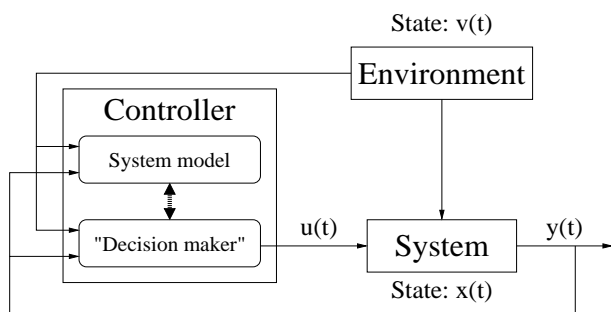 State: v(t)
Environment
Controller
System model
"Decision maker"
u(t)
System
y(t)
State: x(t)